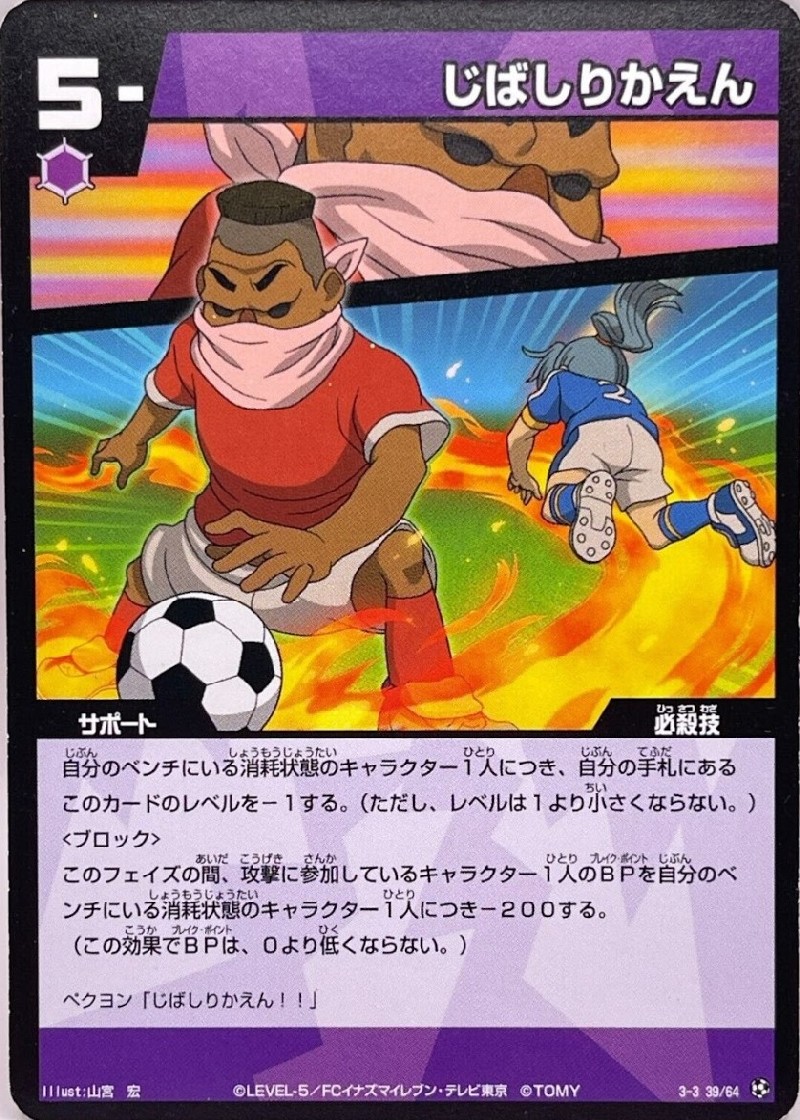 5-
じばしりかえん
2
サポート
必殺技
自分のベンチにいる消耗状態のキャラクター1人につき、自分の手札にある
このカードのレベルを-1する。(ただし、レベルは1より小さくならない。)
<ブロック>
このフェイズの間、攻撃に参加しているキャラクター1人のBPを自分のベ
ンチにいる消耗状態のキャラクター1人につき-200する。
(この効果でBPは、0より低くならない。)
ペクヨン「じばしりかえん!!」
Illust:山宮 宏
©LEVEL-5/FCイナズマイレブン・テレビ東京 ©TOMY
3-3 39/64